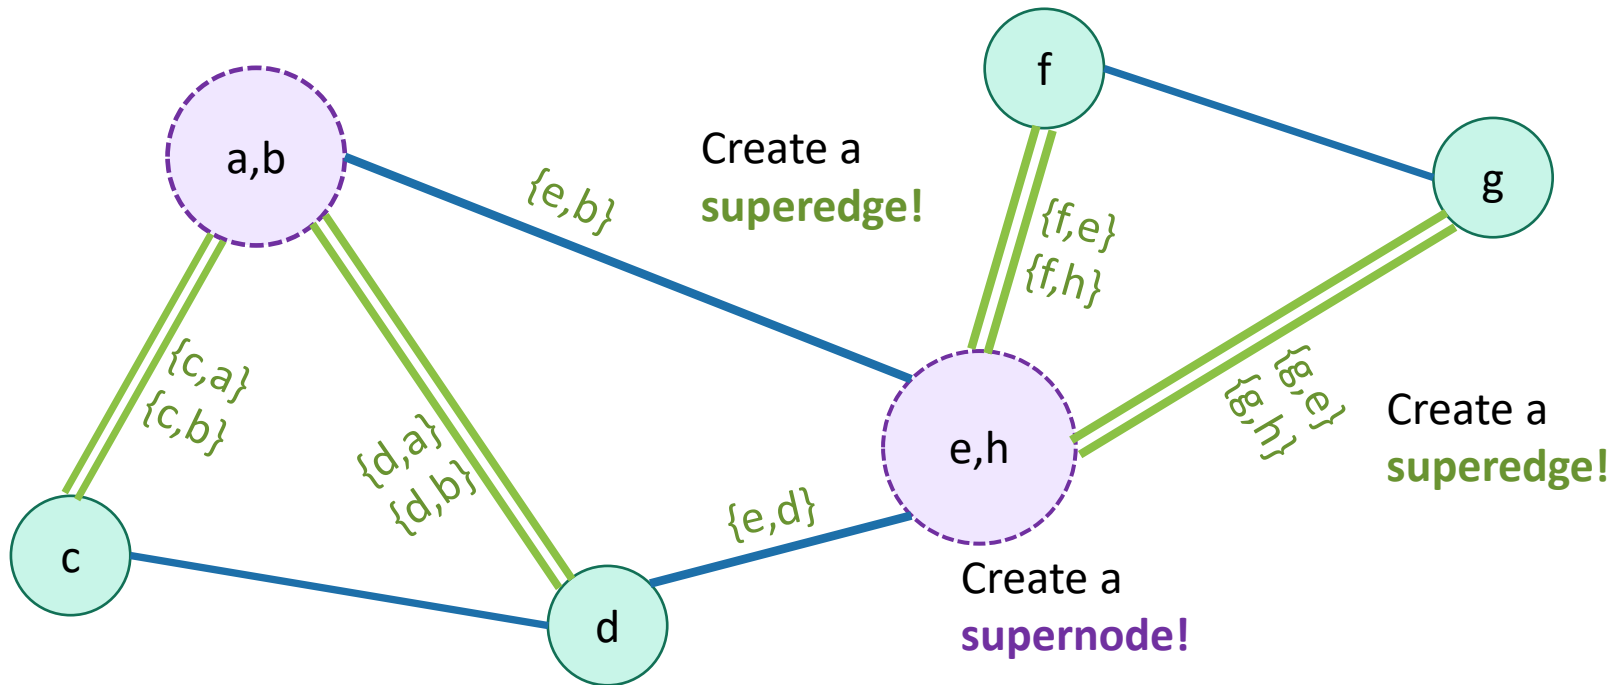 f
a,b
Create a
superedge!
g
{e,b}
{f,e}
{f,h}
{c,a}
{c,b}
{d,a}
{d,b}
{g,e}
{g,h}
Create a
superedge!
e,h
{e,d}
c
d
Create a
supernode!